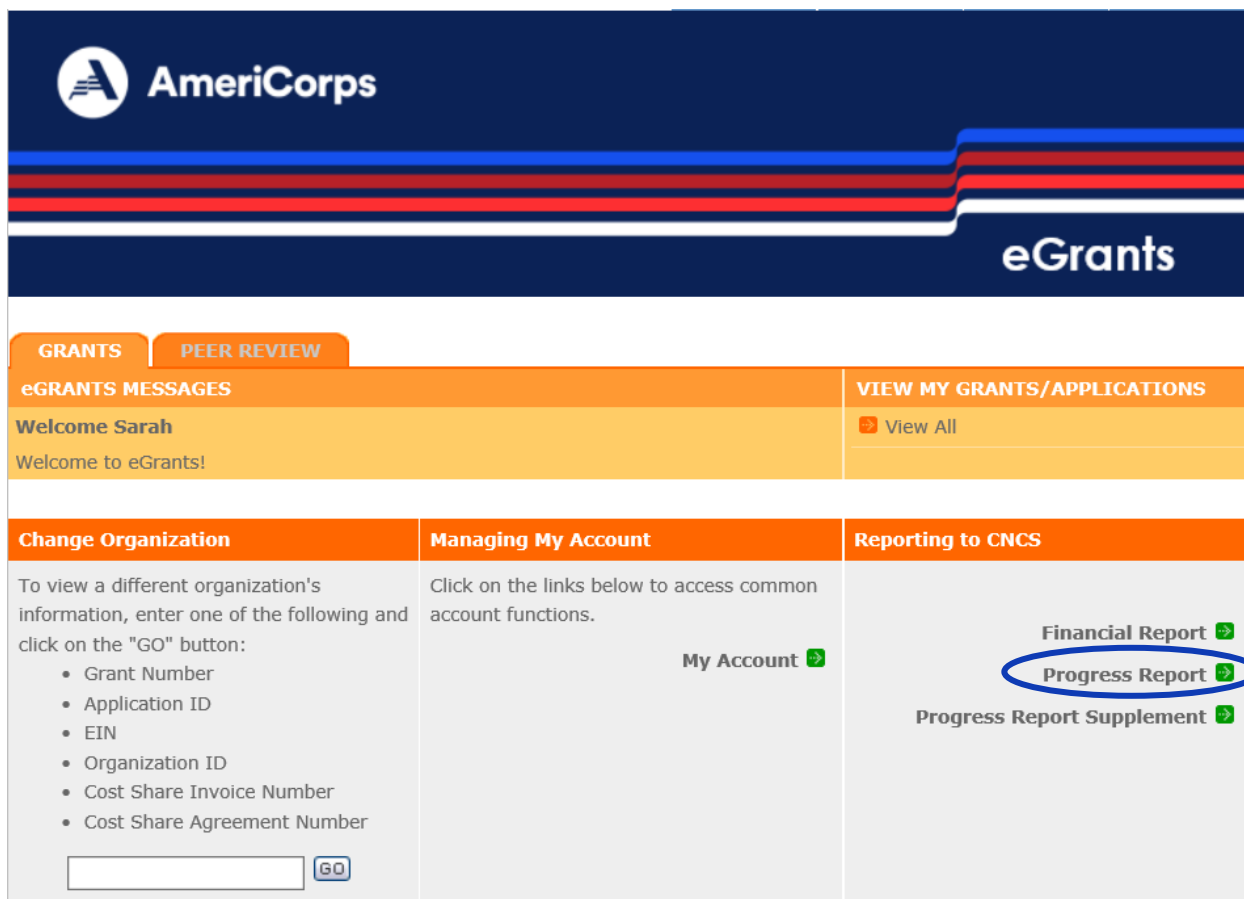 AmeriCorps
eGrants
GRANTS
PEER REVIEW
eGRANTS MESSAGES
VIEW MY GRANTS/APPLICATIONS
Welcome Sarah
View All
Welcome to eGrants!
Change Organization
To view a different organization's
information, enter one of the following and
click on the "GO" button:
• Grant Number
• Application ID
• EIN
• Organization ID
• Cost Share Invoice Number
• Cost Share Agreement Number
GO
Managing My Account
Click on the links below to access common
account functions.
My Account
Reporting to CNCS
Financial Report
Progress Report
Progress Report Supplement